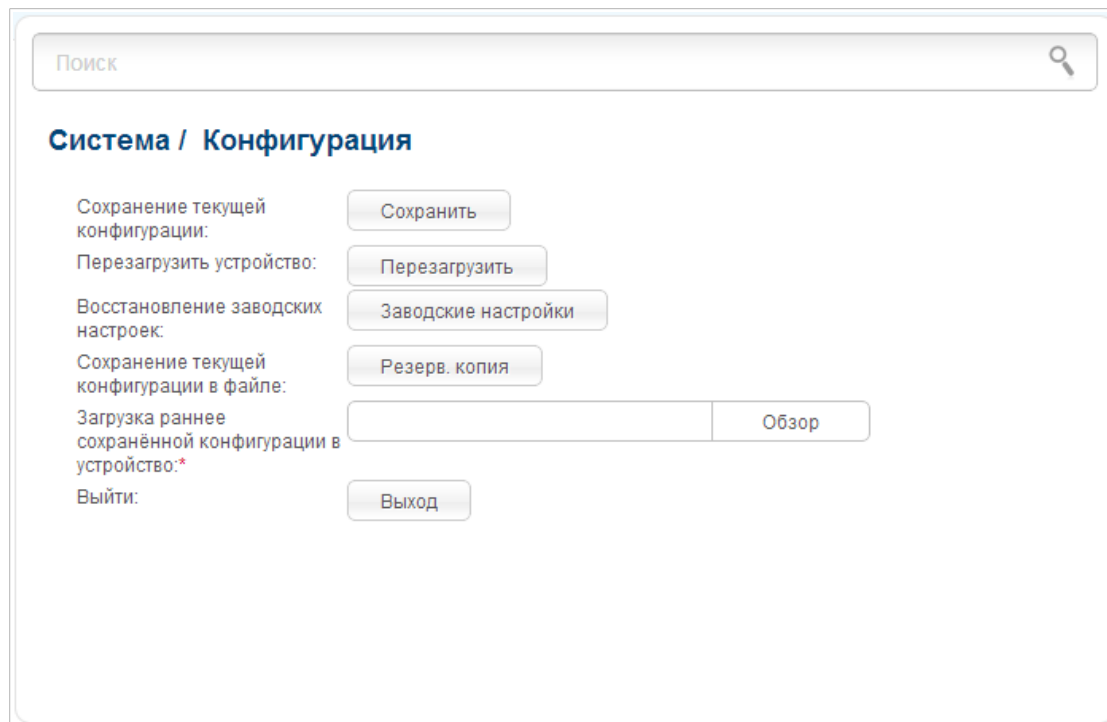 Поиск
Система / Конфигурация
Сохранение текущей
конфигурации:
Сохранить
Перезагрузить устройство:
Перезагрузить
Восстановление заводских
настроек:
Заводские настройки
Сохранение текущей
конфигурации в файле:
Резерв. копия
Загрузка раннее
сохранённой конфигурации в
устройство:*
Обзор
Выйти:
Выход